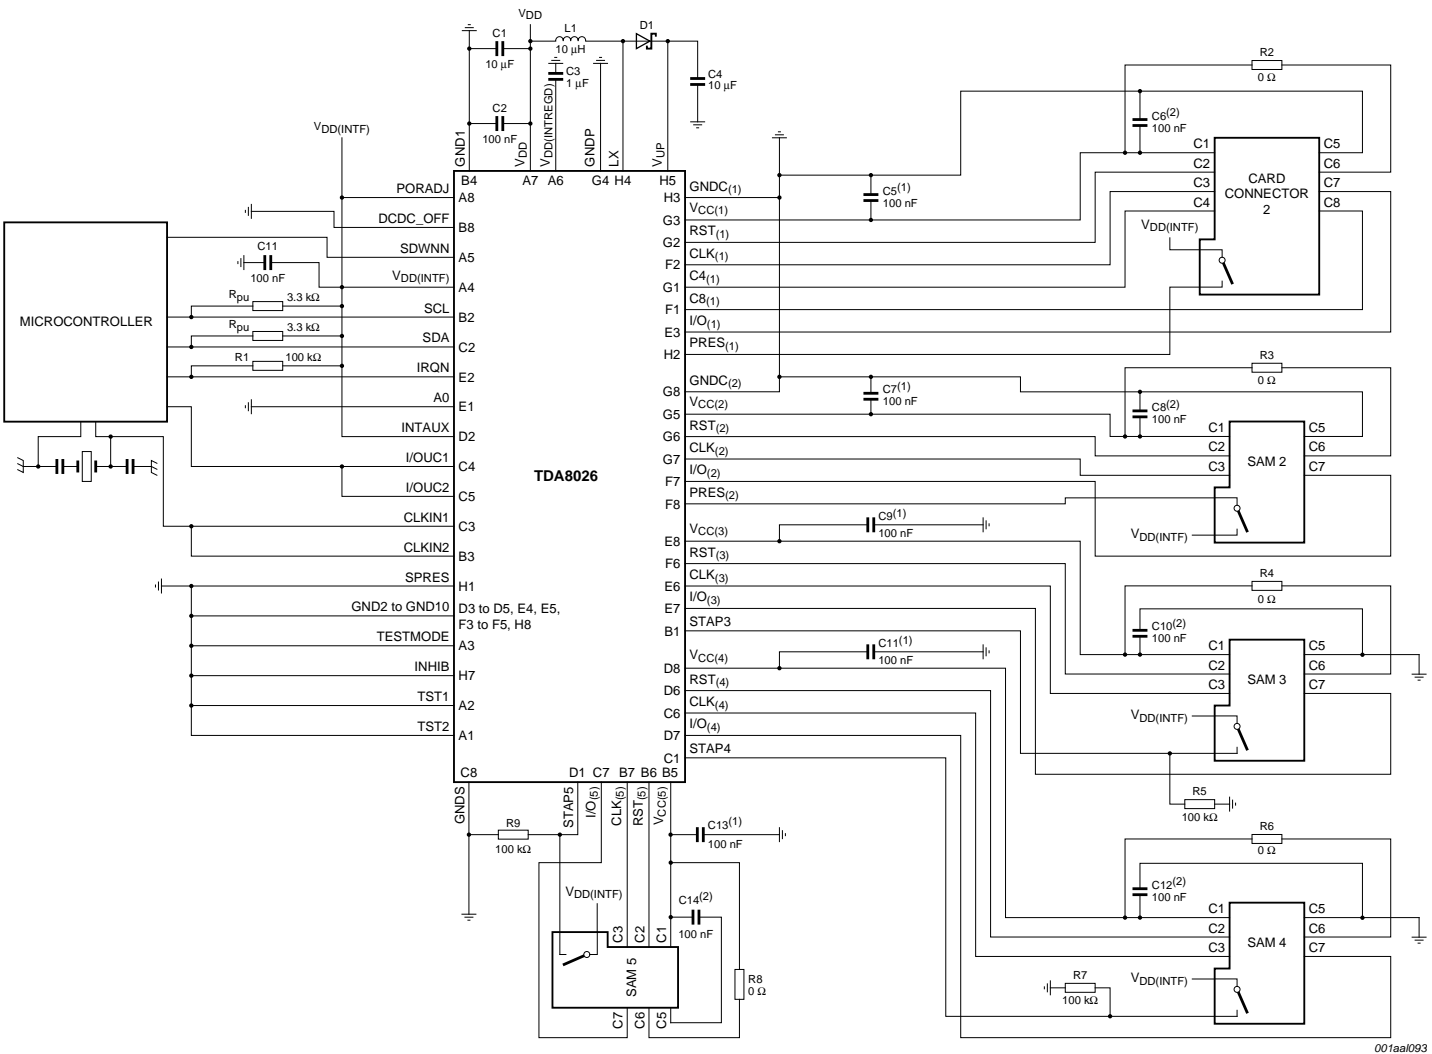 VDD
C1
10 μF
L1
10 μH
D1
C3
1 μF
C4
10 μF
C2
100 nF
GND1
VDD
VDD(INTREGD)
GNDP
LX
VUP
B4
A7
A6
G4
H4
H5
VDD(INTF)
MICROCONTROLLER
C11
100 nF
Rpu
3.3 kΩ
Rpu
3.3 kΩ
R1
100 kΩ
PORADJ
A8
DCDC_OFF
B8
SDWNN
A5
VDD(INTF)
A4
SCL
B2
SDA
C2
IRQN
E2
A0
E1
INTAUX
D2
I/OUC1
C4
I/OUC2
C5
CLKIN1
C3
CLKIN2
B3
SPRES
H1
GND2 to GND10
D3 to D5, E4, E5,
F3 to F5, H8
TESTMODE
A3
INHIB
H7
TST1
A2
TST2
A1
TDA8026
H3
GNDC(1)
G3
VCC(1)
G2
RST(1)
F2
CLK(1)
G1
C4(1)
F1
C8(1)
E3
I/O(1)
H2
PRES(1)
G8
GNDC(2)
G5
VCC(2)
G6
RST(2)
G7
CLK(2)
F7
I/O(2)
F8
PRES(2)
E8
VCC(3)
F6
RST(3)
E6
CLK(3)
E7
I/O(3)
B1
STAP3
D8
VCC(4)
D6
RST(4)
C6
CLK(4)
D7
I/O(4)
C1
STAP4
C8
D1
C7
B7
B6
B5
GNDS
STAP5
I/O(5)
CLK(5)
RST(5)
VCC(5)
R9
100 kΩ
C13(1)
100 nF
VDD(INTF)
C14(2)
100 nF
C3
C2
C1
SAM 5
C7
C6
C5
R8
0 Ω
C5(1)
100 nF
C7(1)
100 nF
C9(1)
100 nF
C11(1)
100 nF
R2
0 Ω
C6(2)
100 nF
C1
C2
C3
C4
CARD
CONNECTOR
2
C5
C6
C7
C8
VDD(INTF)
R3
0 Ω
C8(2)
100 nF
C1
C2
C3
SAM 2
C5
C6
C7
VDD(INTF)
R4
0 Ω
C10(2)
100 nF
C1
C2
C3
SAM 3
C5
C6
C7
VDD(INTF)
R5
100 kΩ
R6
0 Ω
C12(2)
100 nF
C1
C2
C3
SAM 4
C5
C6
C7
R7
100 kΩ
VDD(INTF)
001aal093